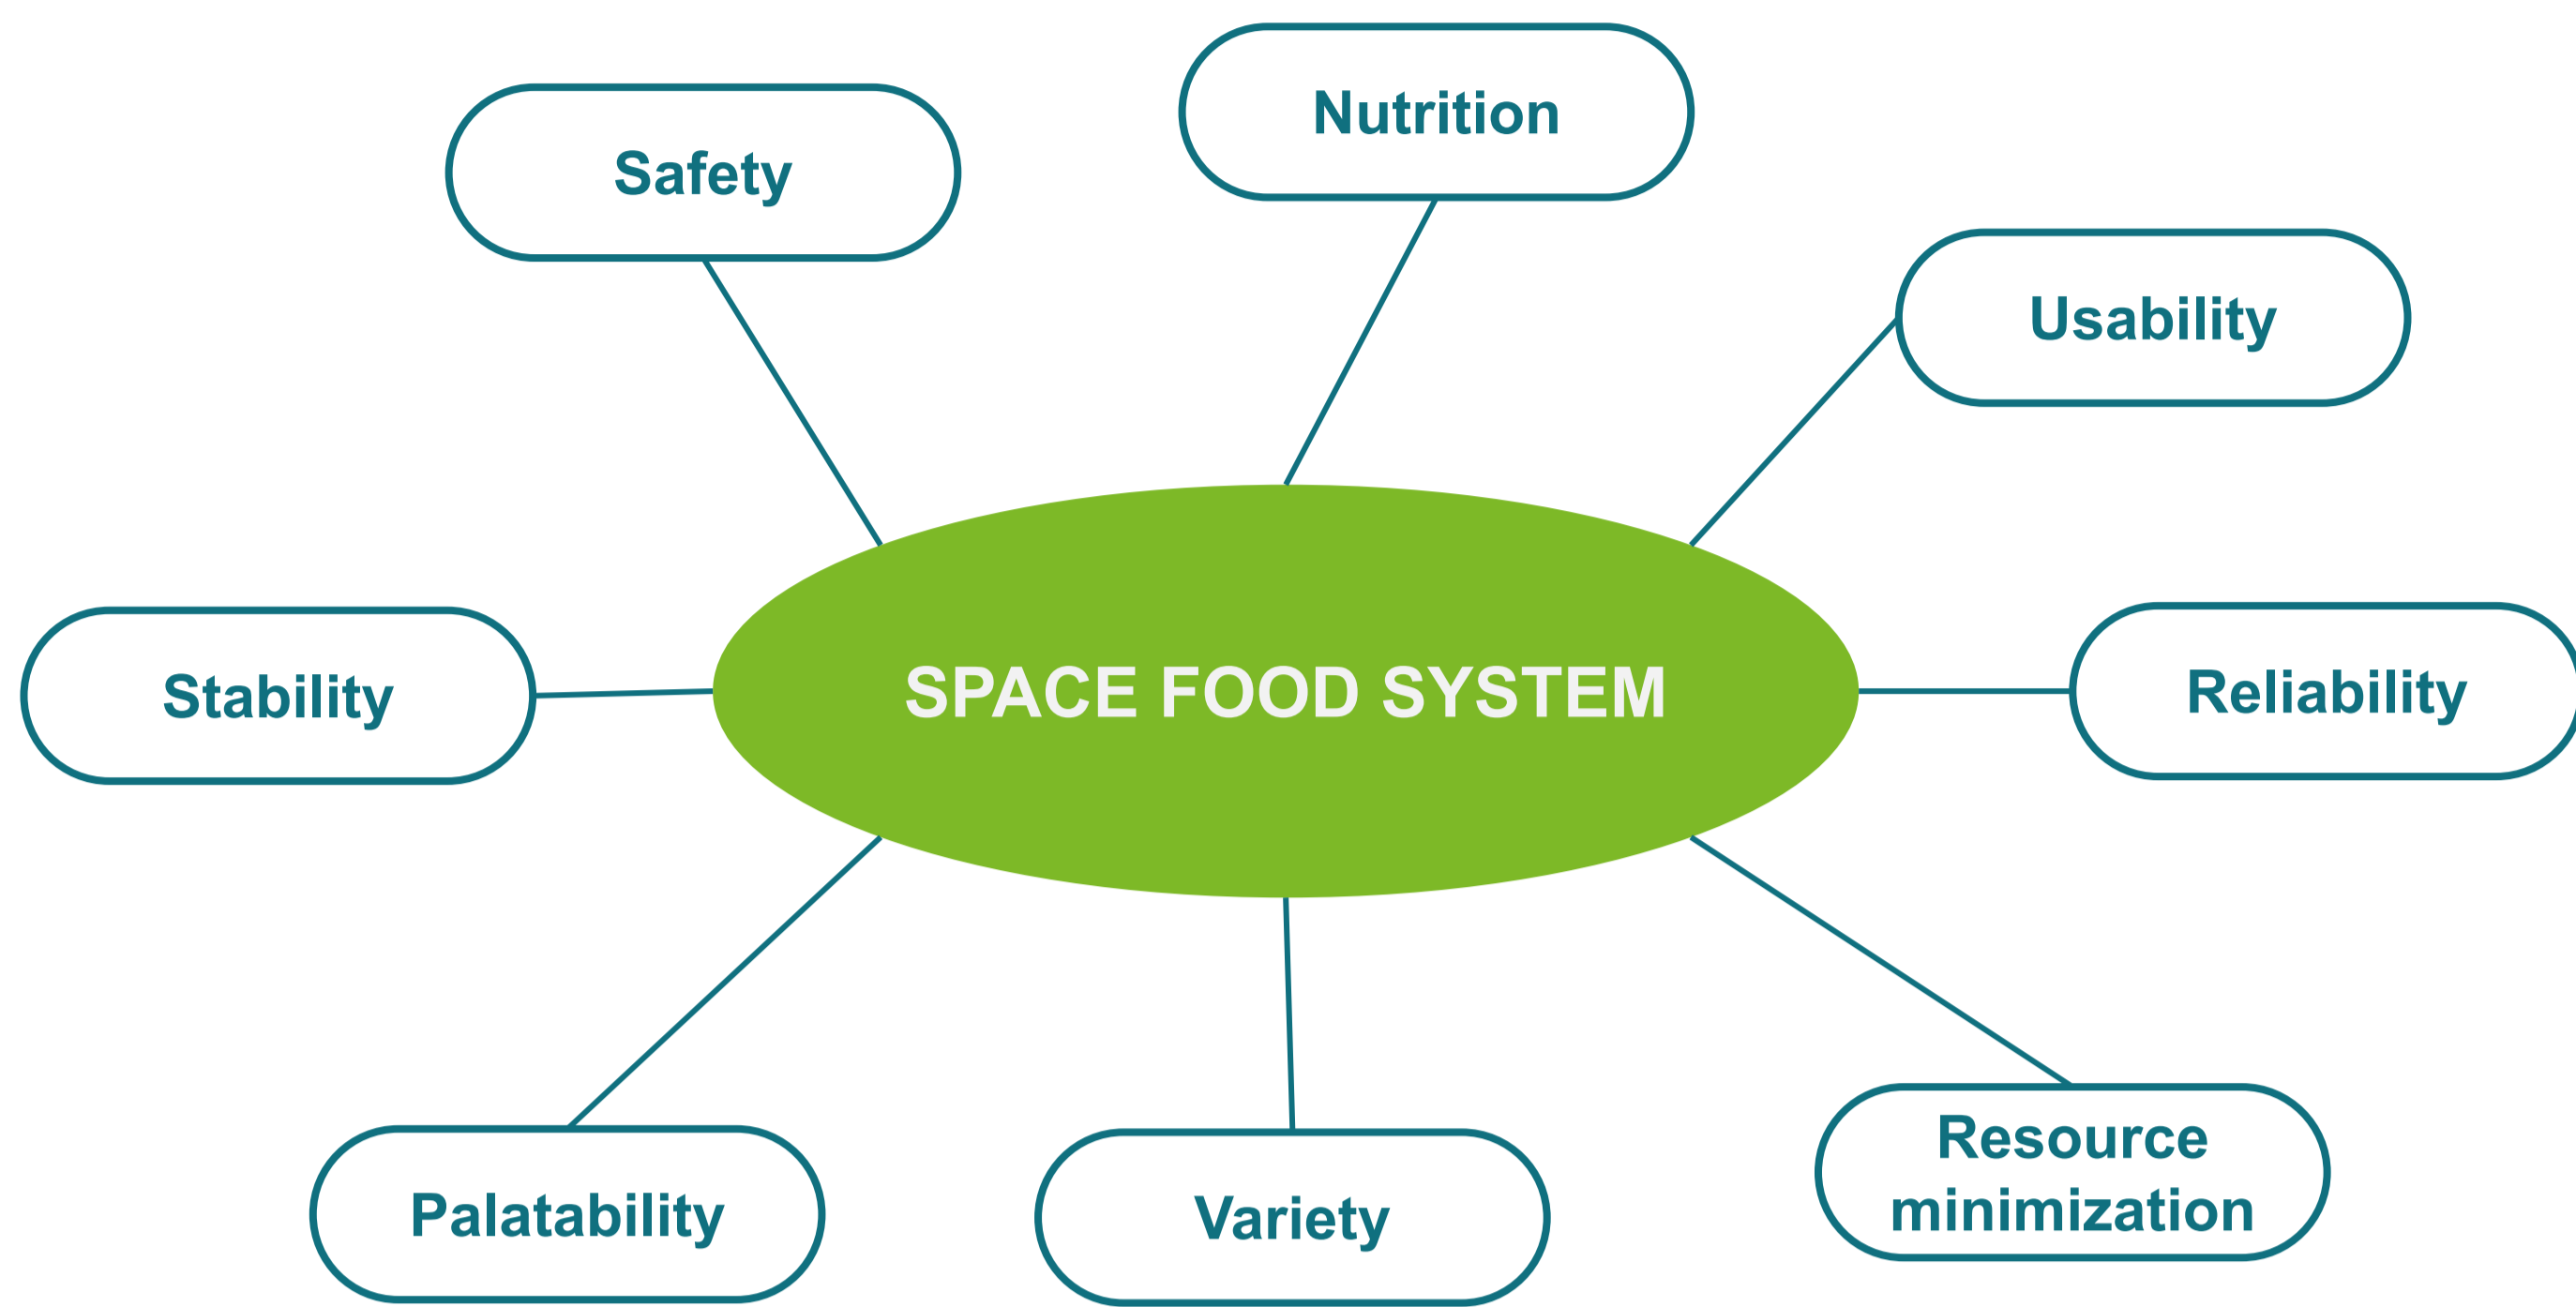 Nutrition
Safety
Usability
SPACE FOOD SYSTEM
Stability
Reliability
Resource
minimization
Palatability
Variety